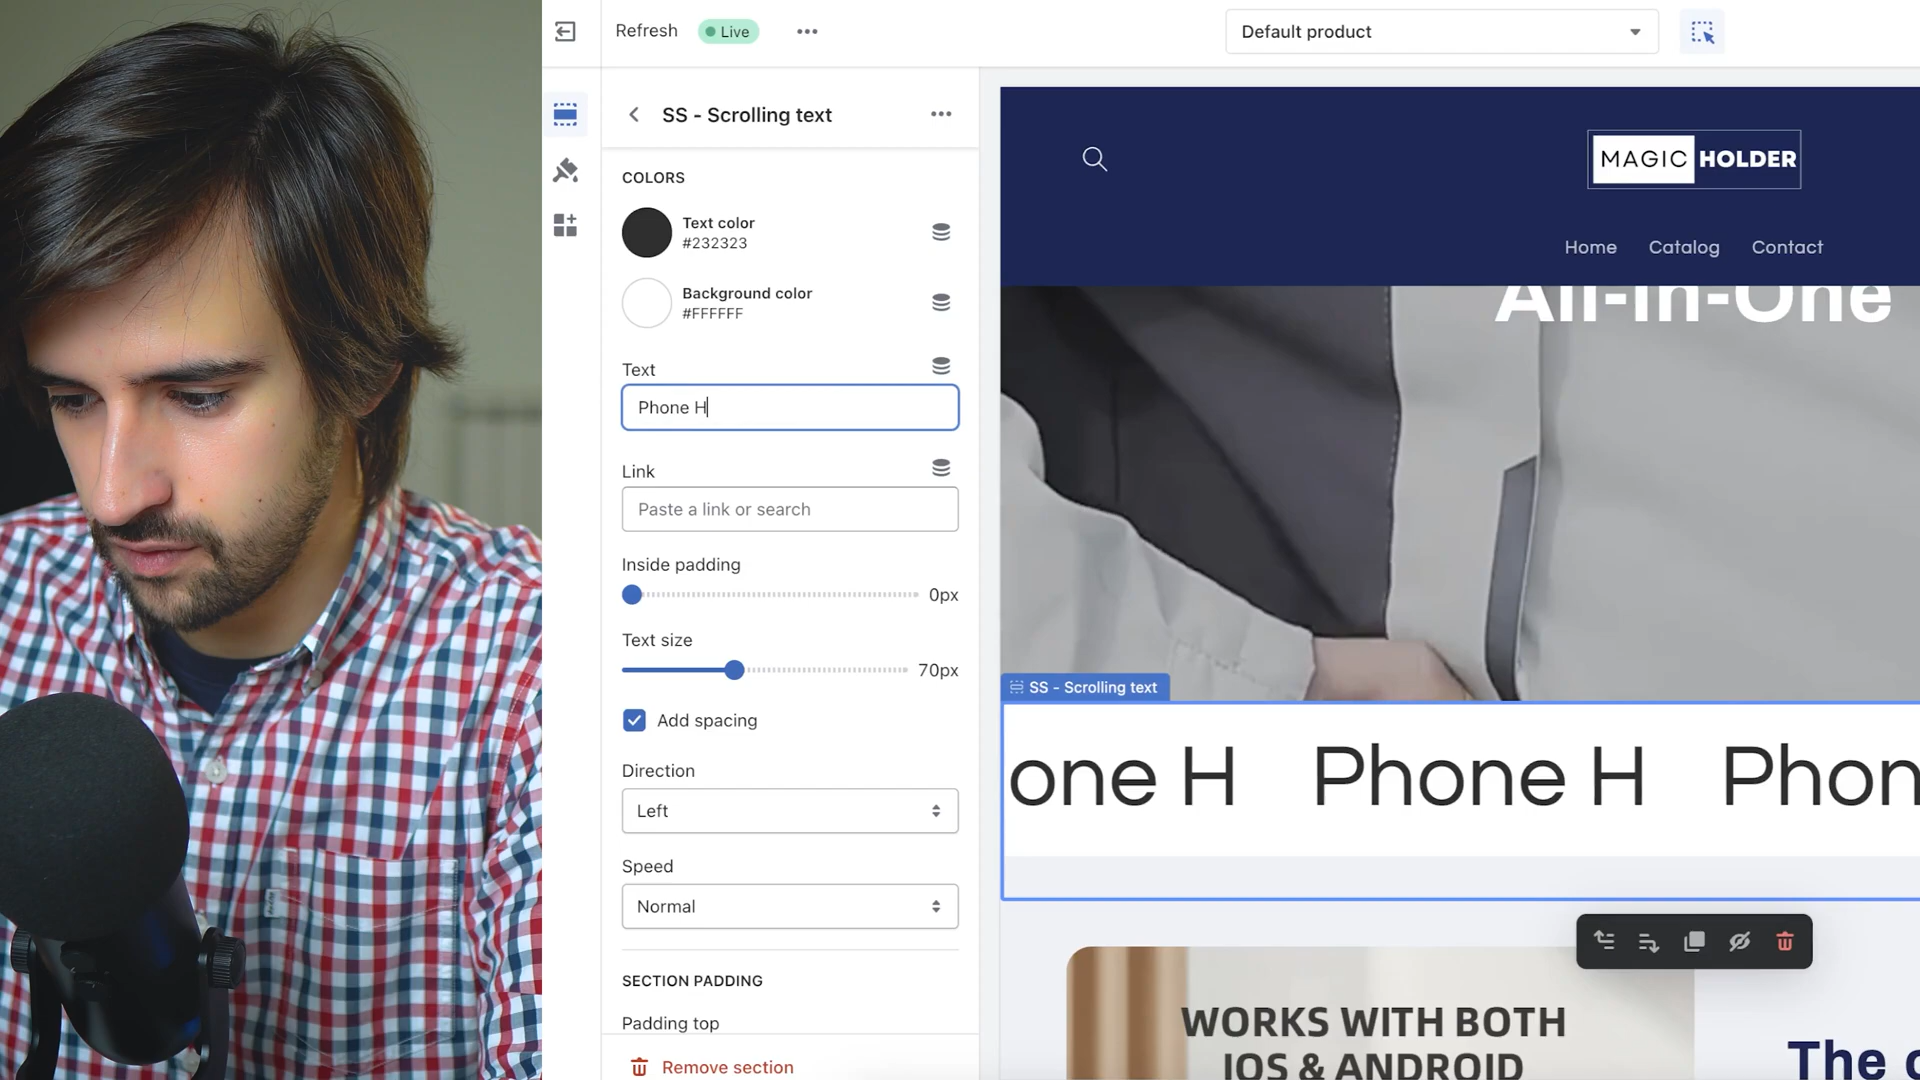 Refresh
Live
Default product
SS - Scrolling text
COLORS
Text color
#232323
Background color
#FFFFFF
Text
Phone H
Link
Paste a link or search
Inside padding
0px
Text size
70px
Add spacing
Direction
Left
Speed
Normal
SECTION PADDING
Padding top
Remove section
MAGIC HOLDER
Home Catalog Contact
All-in-One
SS - Scrolling text
one H Phone H Phon
WORKS WITH BOTH
IOS & ANDROID
The